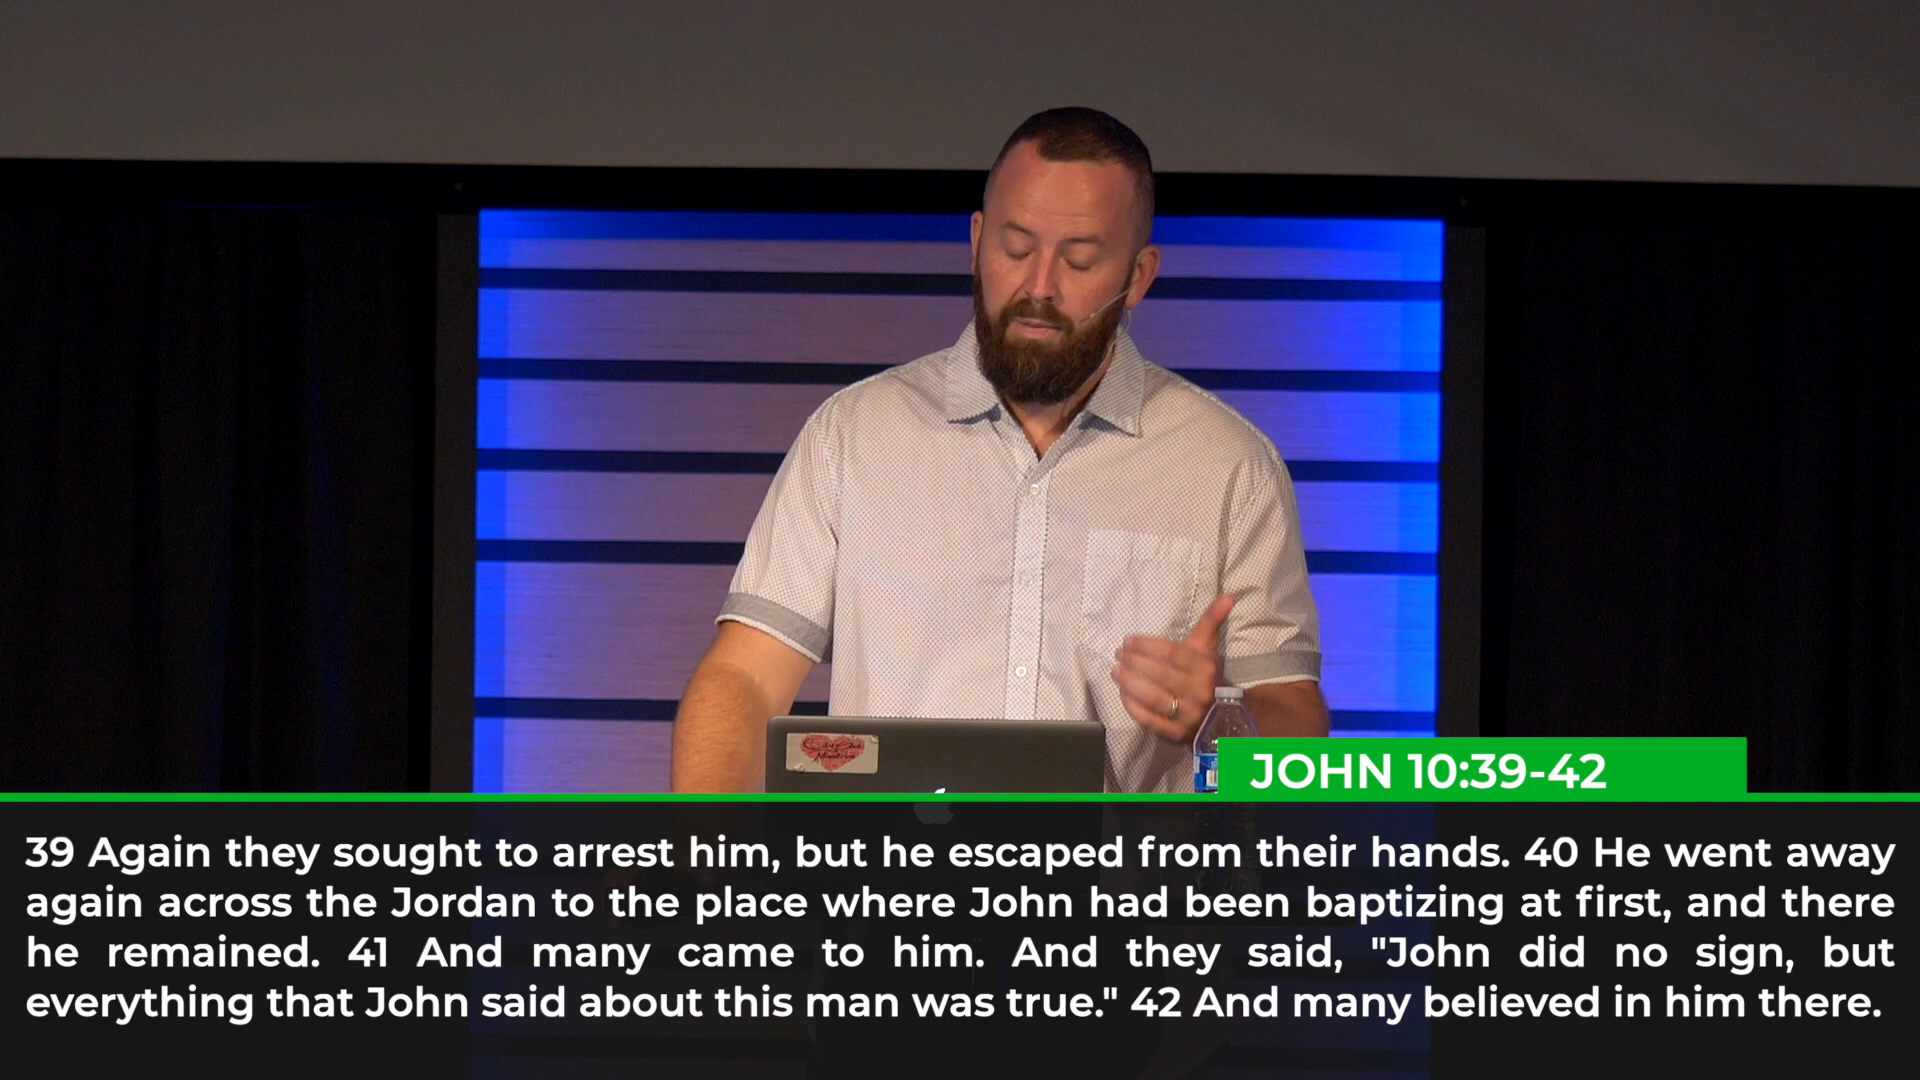 JOHN 10:39-42
39 Again they sought to arrest him, but he escaped from their hands. 40 He went away
again across the Jordan to the place where John had been baptizing at first, and there
he remained. 41 And many came to him. And they said, "John did no sign, but
everything that John said about this man was true." 42 And many believed in him there.